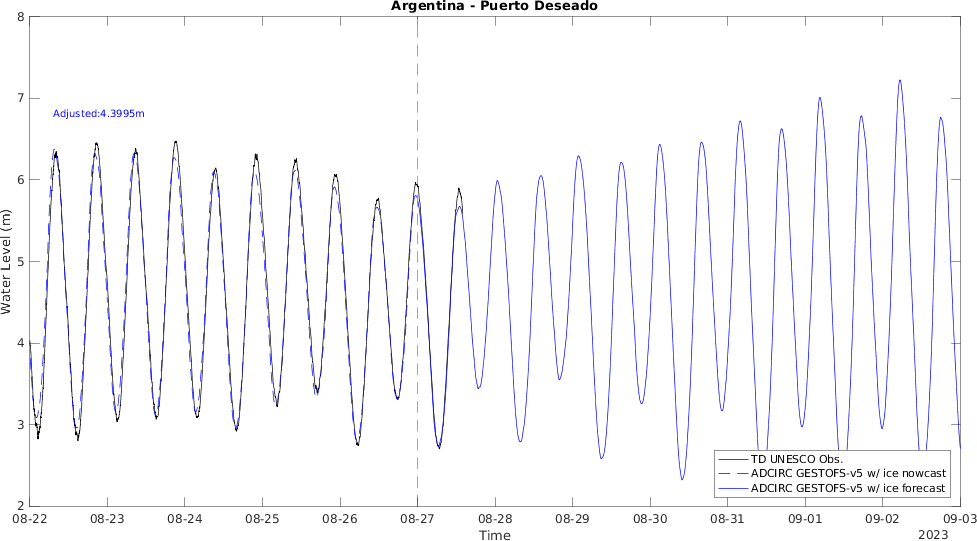 Argentina - Puerto Deseado
8
7
6
5
4
3
2
Water Level (m)
Adjusted:4.3995m
TD UNESCO Obs.
ADCIRC GESTOFS-v5 w/ ice nowcast
ADCIRC GESTOFS-v5 w/ ice forecast
08-22 08-23 08-24 08-25 08-26 08-27 08-28 08-29 08-30 08-31 09-01 09-02 09-03
Time
2023